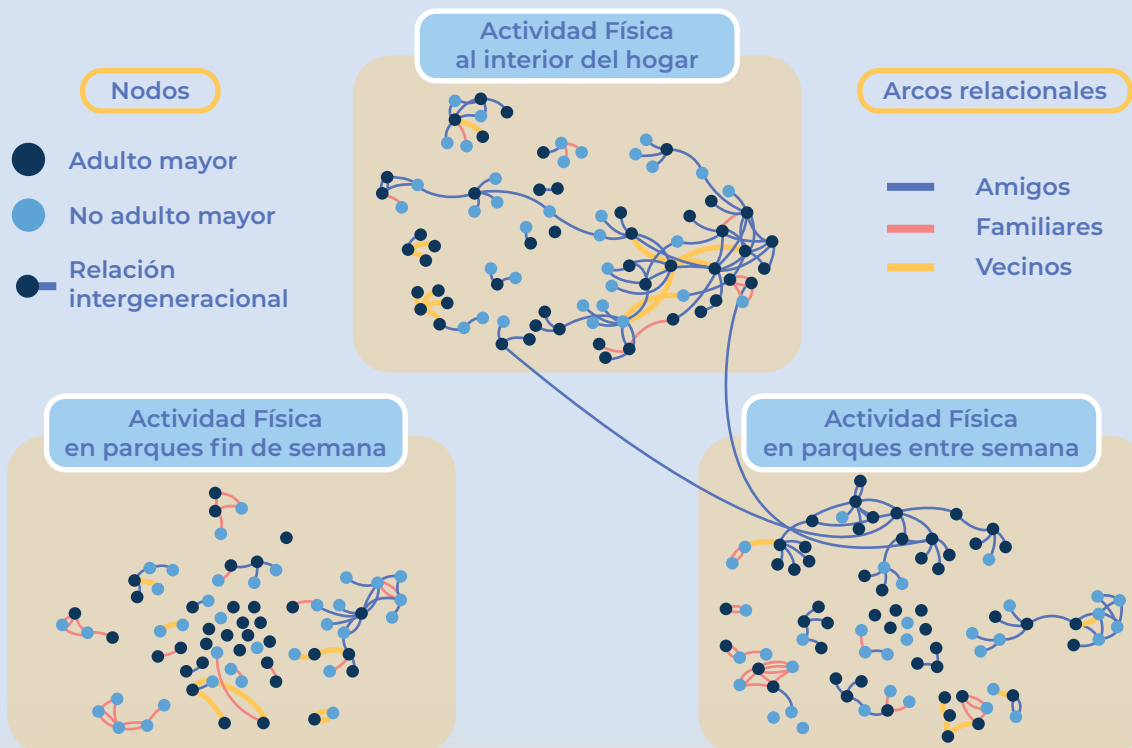 Actividad Física
al interior del hogar
Nodos
Adulto mayor
No adulto mayor
Relación
intergeneracional
Arcos relacionales
Amigos
Familiares
Vecinos
Actividad Física
en parques fin de semana
Actividad Física
en parques entre semana